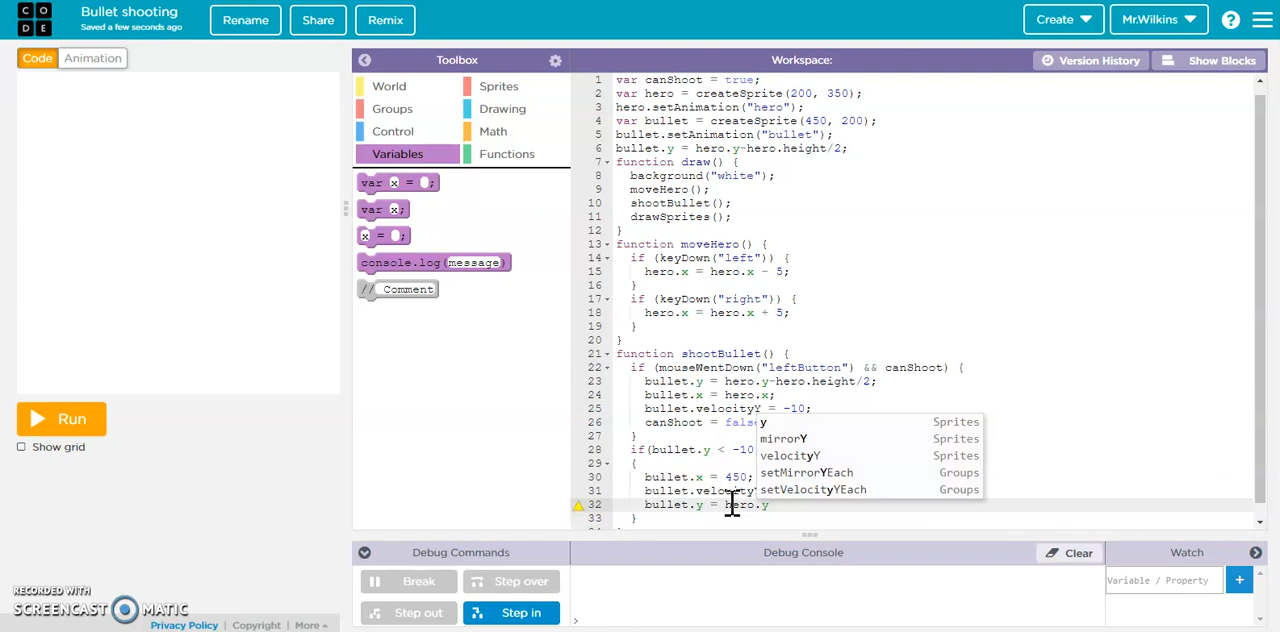 CO
DE
Bullet shooting
Saved a few seconds ago
Rename
Share
Remix
Create
Mr.Wilkins
?
Code
Animation
Toolbox
Workspace:
Version History
Show Blocks
World
Sprites
Groups
Drawing
Control
Math
Variables
Functions
var x = ;
var x;
x = ;
console.log(message)
// Comment
1 var canShoot = true;
2 var hero = createSprite(200, 350);
3 hero.setAnimation("hero");
4 var bullet = createSprite(450, 200);
5 bullet.setAnimation("bullet");
6 bullet.y = hero.y-hero.height/2;
7 function draw() {
8 background("white");
9 moveHero();
10 shootBullet();
11 drawSprites();
12 }
13 function moveHero() {
14 if (keyDown("left")) {
15 hero.x = hero.x - 5;
16 }
17 if (keyDown("right")) {
18 hero.x = hero.x + 5;
19 }
20 }
21 function shootBullet() {
22 if (mouseWentDown("leftButton") && canShoot) {
23 bullet.y = hero.y-hero.height/2;
24 bullet.x = hero.x;
25 bullet.velocityY = -10;
26 canShoot = false
27 }
28 if(bullet.y < -10
29 {
30 bullet.x = 450;
31 bullet.velocityY
32 bullet.y = hero.y
33 }
y Sprites
mirrorY Sprites
velocityY Sprites
setMirrorYEach Groups
setVelocityYEach Groups
Run
Show grid
Debug Commands
Debug Console
Clear
Watch
Break
Step over
Step out
Step in
Variable / Property
+
>
RECORDED WITH
SCREENCAST MATIC
Privacy Policy | Copyright | More